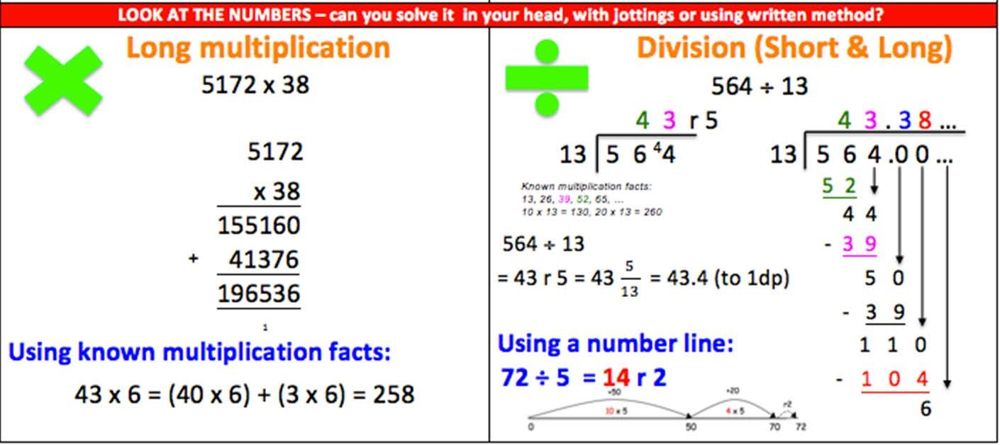 LOOK AT THE NUMBERS – can you solve it in your head, with jottings or using written method?
Long multiplication
5172 x 38
5172
x 38
155160
+ 41376
196536
1
Using known multiplication facts:
43 x 6 = (40 x 6) + (3 x 6) = 258
Division (Short & Long)
564 ÷ 13
4 3 r 5
13 5 6 ⁴4
Known multiplication facts:
13, 26, 39, 52, 65, ...
10 x 13 = 130, 20 x 13 = 260
564 ÷ 13
= 43 r 5 = 43 5/13 = 43.4 (to 1dp)
4 3 . 3 8 ...
13 5 6 4 .0 0 ...
5 2
4 4
- 3 9
5 0
- 3 9
1 1 0
- 1 0 4
6
Using a number line:
72 ÷ 5 = 14 r 2
+50 +20
10 x 5 4 x 5 r2
0 50 70 72